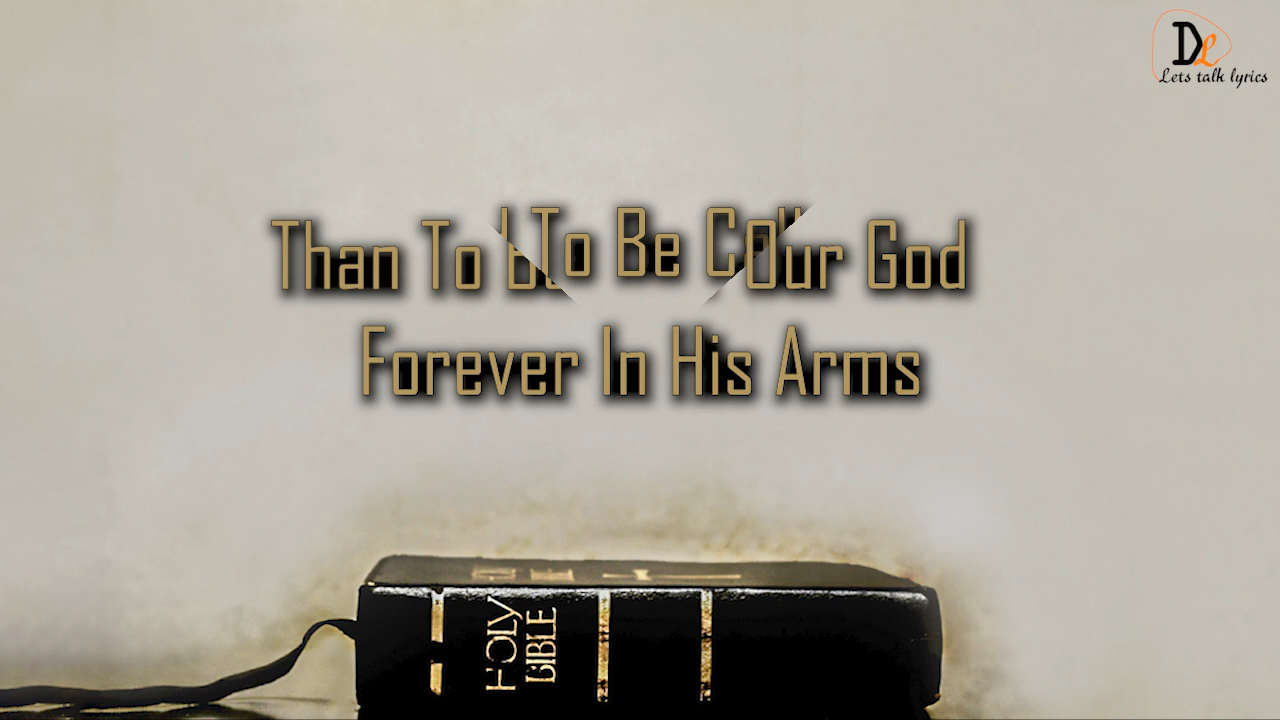 DL
Lets talk lyrics
Than To To Be Our God
Forever In His Arms
HOLY
BIBLE